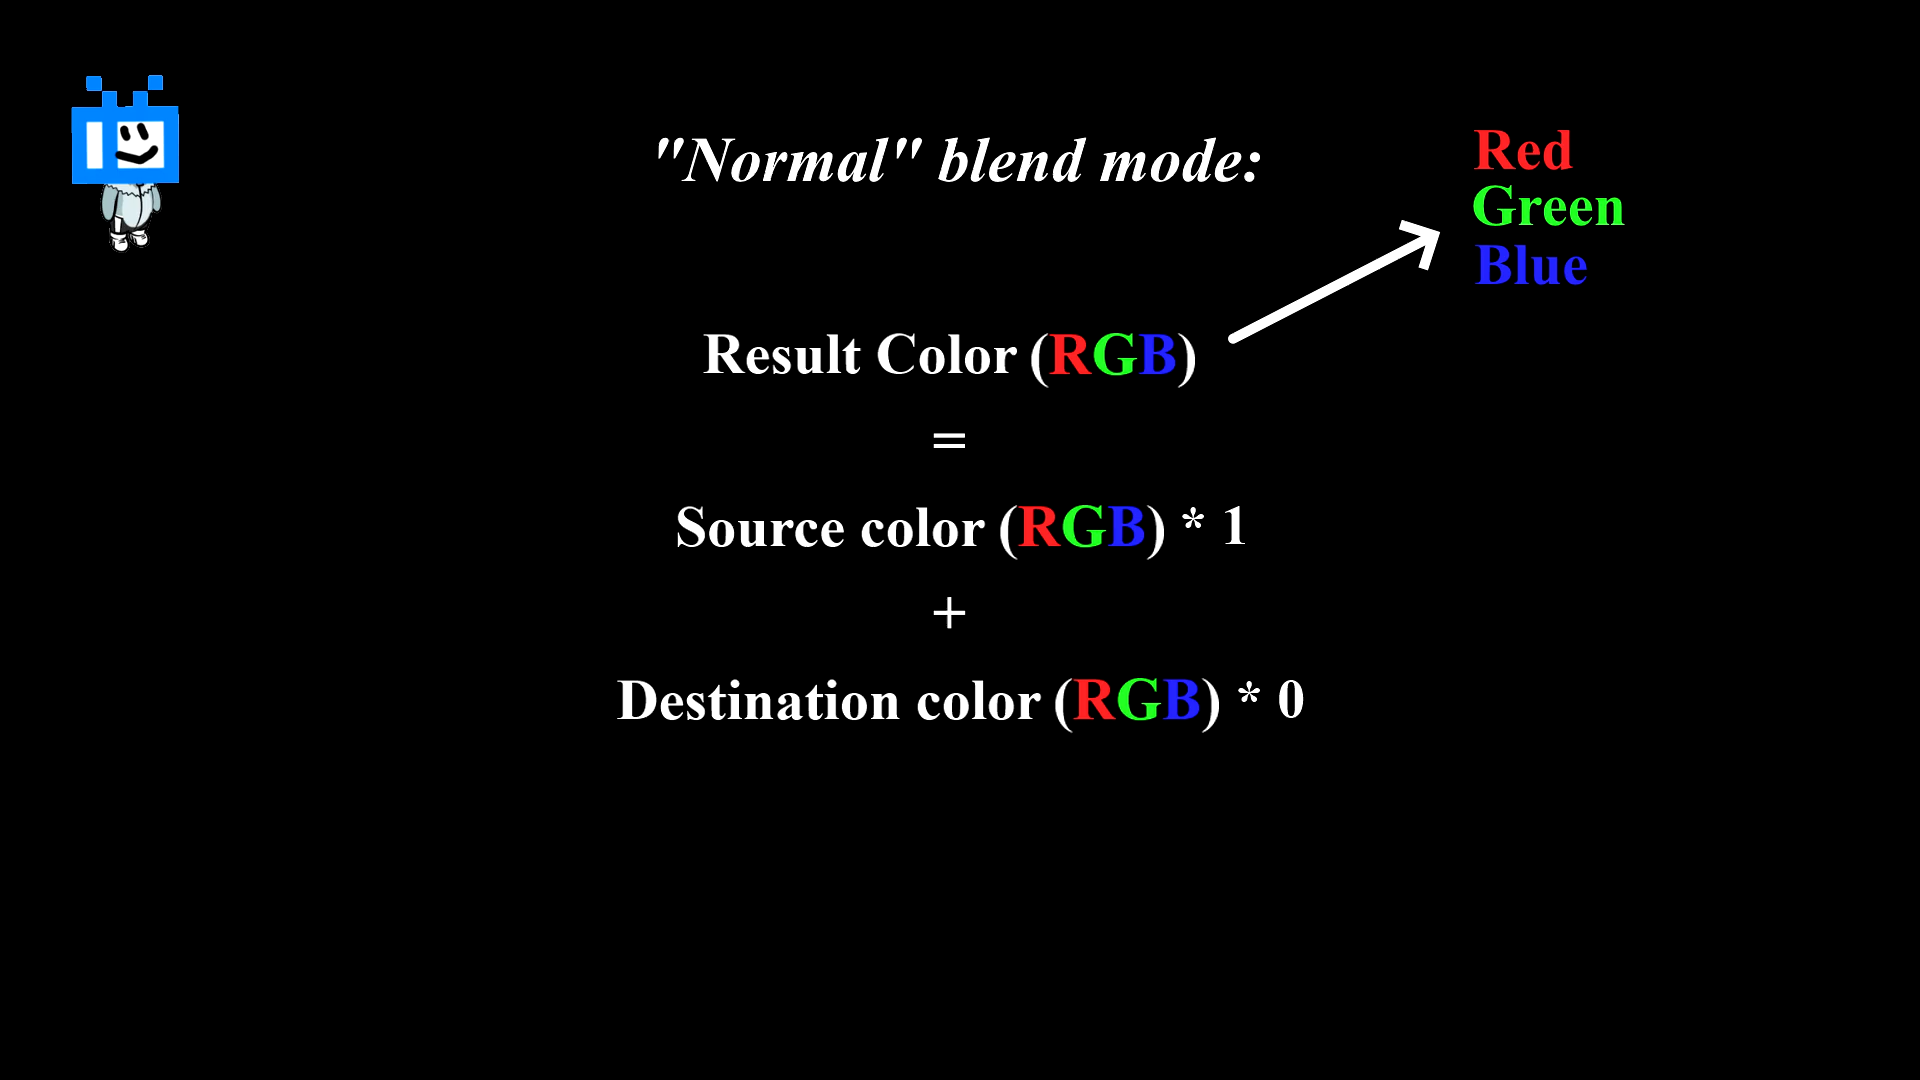 "Normal" blend mode:
Red
Green
Blue
Result Color (RGB)
=
Source color (RGB) * 1
+
Destination color (RGB) * 0